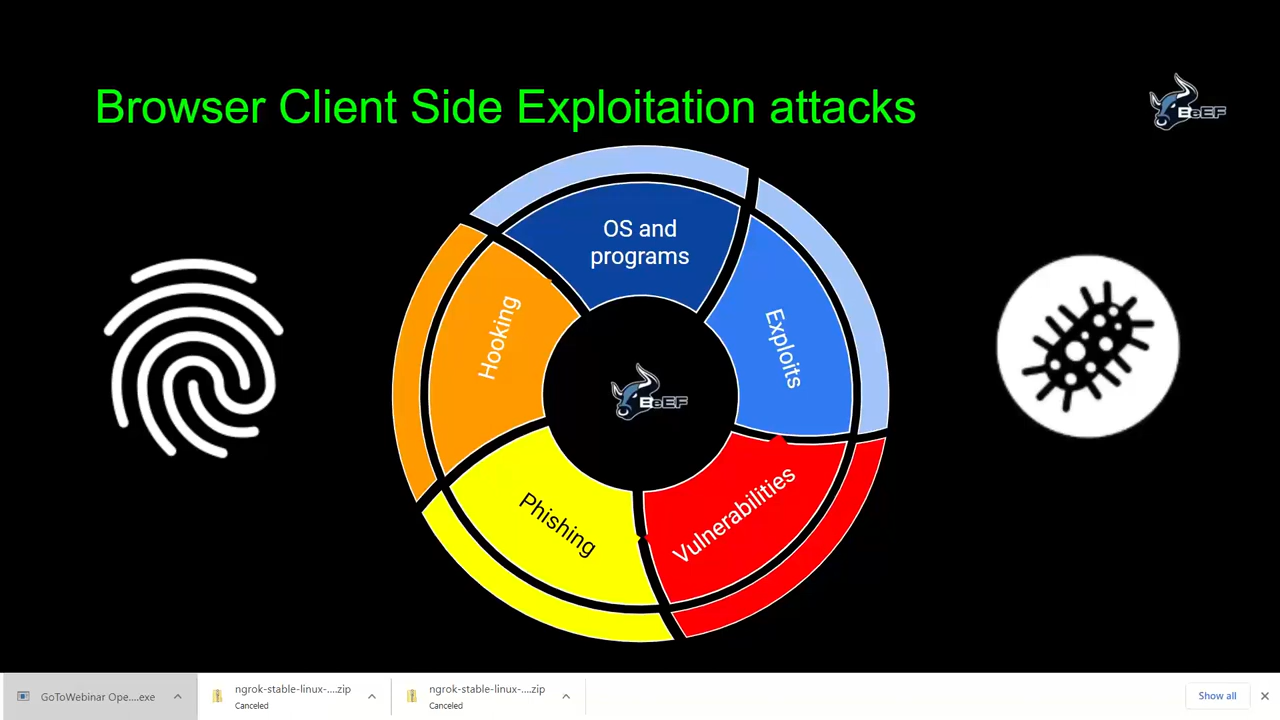 Browser Client Side Exploitation attacks
BeEF
OS and
programs
Hooking
Exploits
BeEF
Phishing
Vulnerabilities
GoToWebinar Ope....exe
ngrok-stable-linux-....zip
Canceled
ngrok-stable-linux-....zip
Canceled
Show all